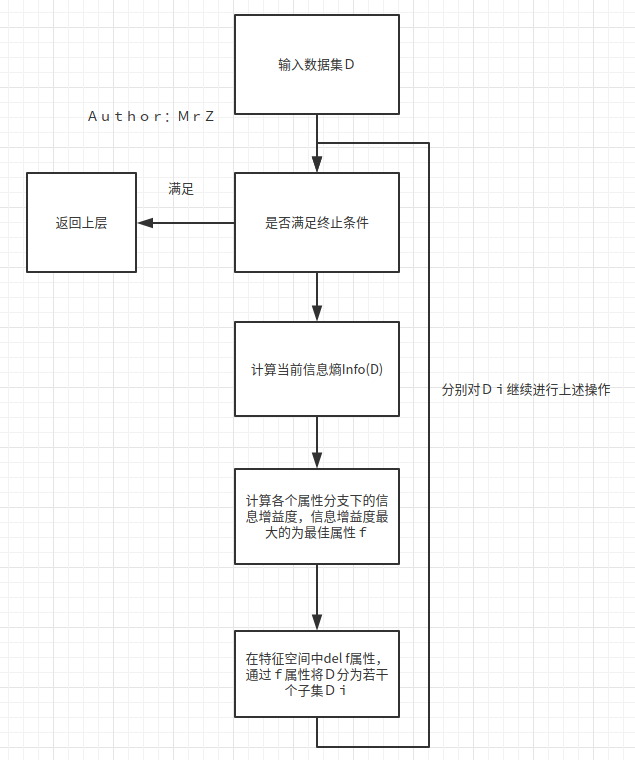 输入数据集Ｄ
Ａｕｔｈｏｒ：ＭｒＺ
满足
返回上层
是否满足终止条件
计算当前信息熵Info(D)
分别对Ｄｉ继续进行上述操作
计算各个属性分支下的信
息增益度，信息增益度最
大的为最佳属性ｆ
在特征空间中del f属性，
通过ｆ属性将Ｄ分为若干
个子集Ｄｉ